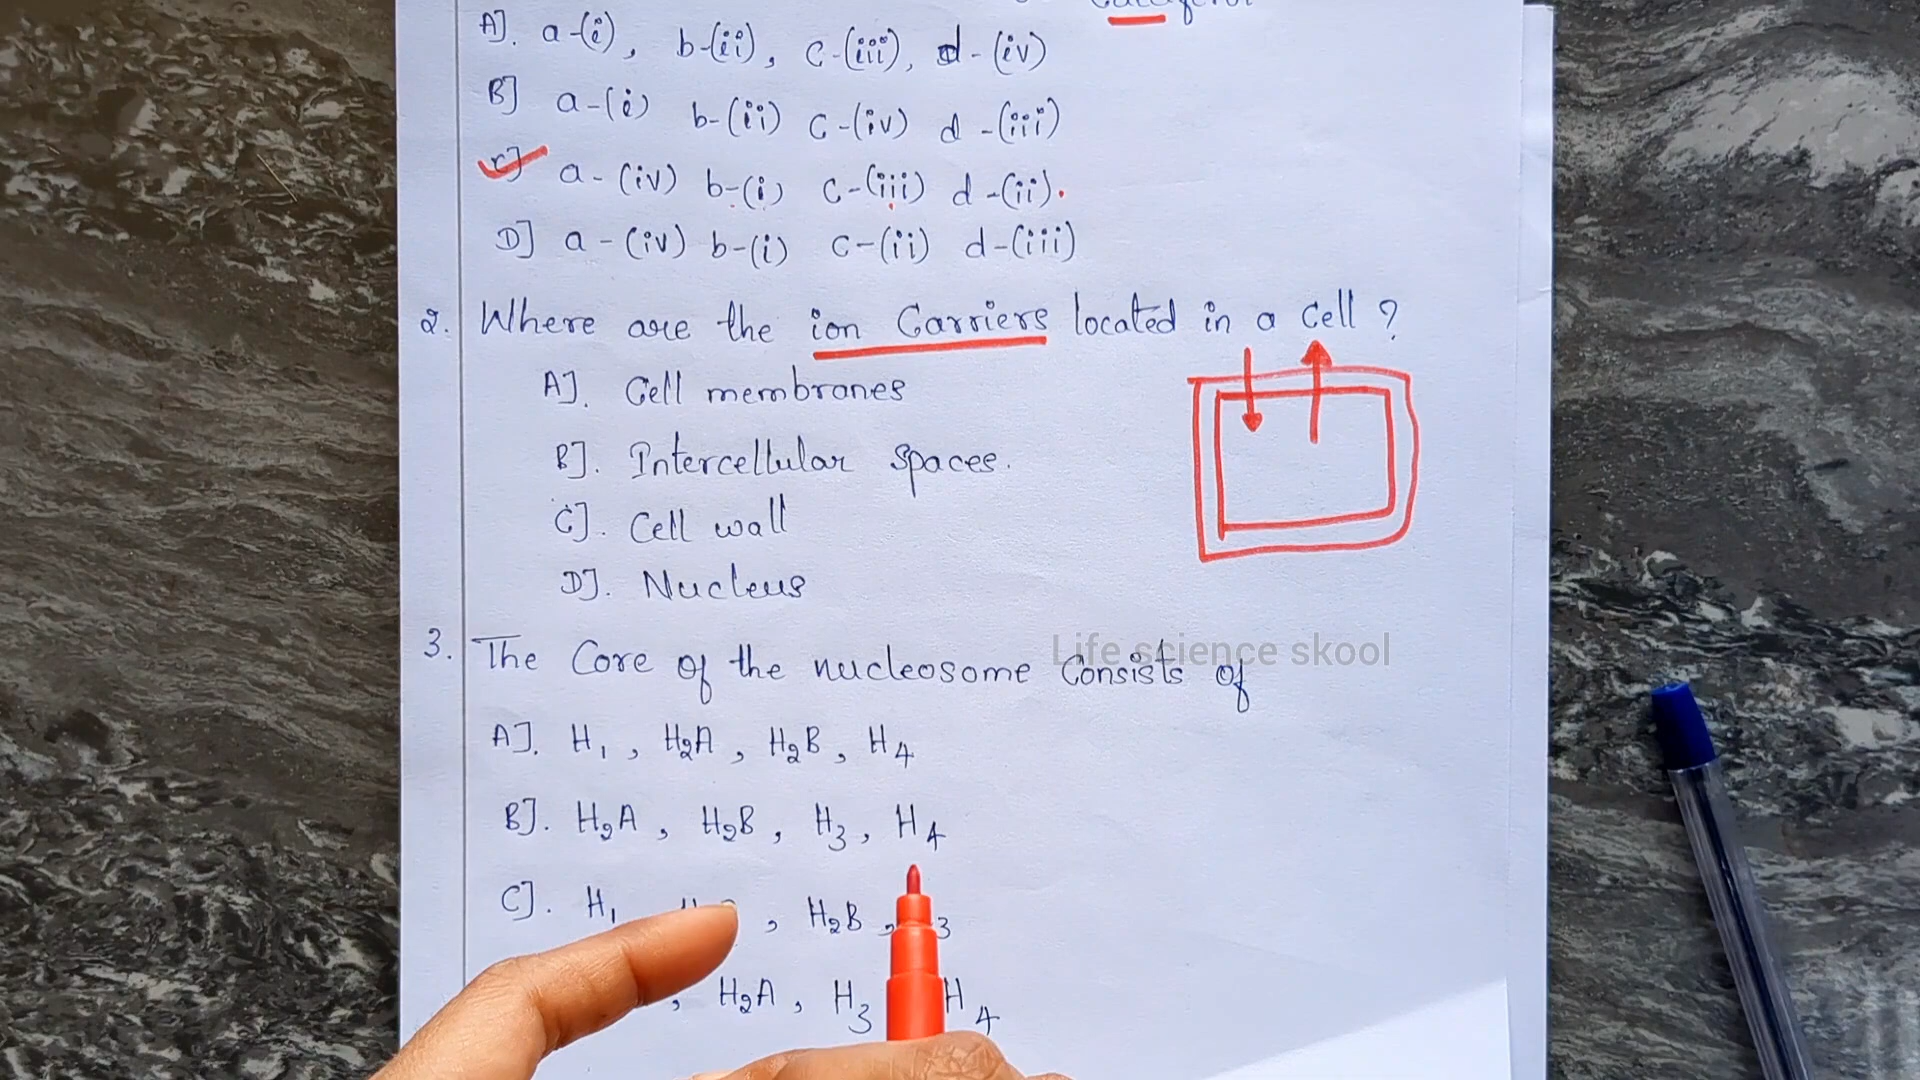 A]. a-(i), b-(ii), c-(iii), d-(iv)
B] a-(i) b-(ii) c-(iv) d-(iii)
C] a-(iv) b-(i) c-(iii) d-(ii).
D] a-(iv) b-(i) c-(ii) d-(iii)
2. Where are the ion Carriers located in a cell ?
A]. Cell membranes
B]. Intercellular spaces.
C]. Cell wall
D]. Nucleus
3. The Core of the nucleosome Consists of
Life science skool
A]. H1, H2A, H2B, H4
B]. H2A, H2B, H3, H4
C]. H1 , H2B, 3
, H2A, H3 H4